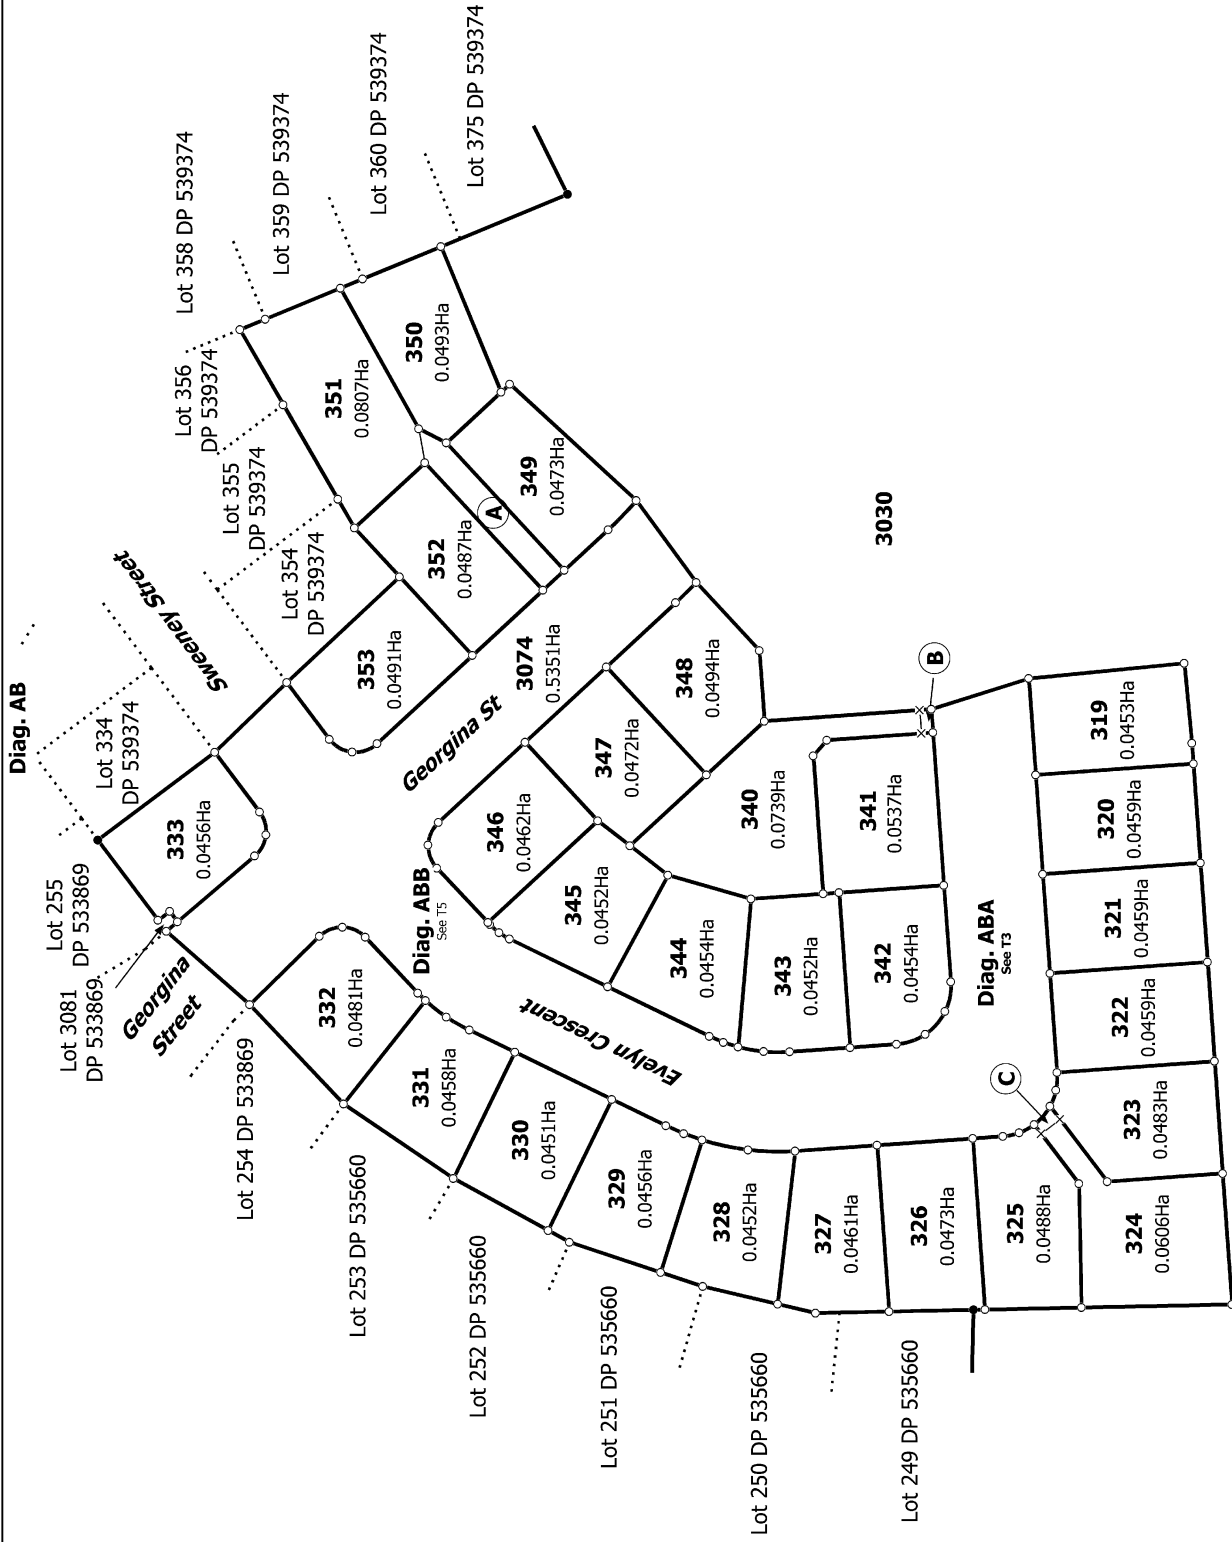 Diag. AB
Lot 358 DP 539374
Lot 359 DP 539374
Lot 360 DP 539374
Lot 375 DP 539374
Lot 356
DP 539374
Lot 355
DP 539374
Lot 354
DP 539374
Sweeney Street
Lot 334
DP 539374
Lot 255
DP 533869
Lot 3081
DP 533869
Georgina
Street
Lot 254 DP 533869
Lot 253 DP 535660
Lot 252 DP 535660
Lot 251 DP 535660
Lot 250 DP 535660
Lot 249 DP 535660
350
0.0493Ha
351
0.0807Ha
349
0.0473Ha
A
352
0.0487Ha
353
0.0491Ha
3074
0.5351Ha
Georgina St
333
0.0456Ha
348
0.0494Ha
347
0.0472Ha
346
0.0462Ha
345
0.0452Ha
344
0.0454Ha
343
0.0452Ha
342
0.0454Ha
341
0.0537Ha
340
0.0739Ha
3030
B
Diag. ABB
See T5
Evelyn Crescent
Diag. ABA
See T3
C
332
0.0481Ha
331
0.0458Ha
330
0.0451Ha
329
0.0456Ha
328
0.0452Ha
327
0.0461Ha
326
0.0473Ha
325
0.0488Ha
324
0.0606Ha
323
0.0483Ha
322
0.0459Ha
321
0.0459Ha
320
0.0459Ha
319
0.0453Ha